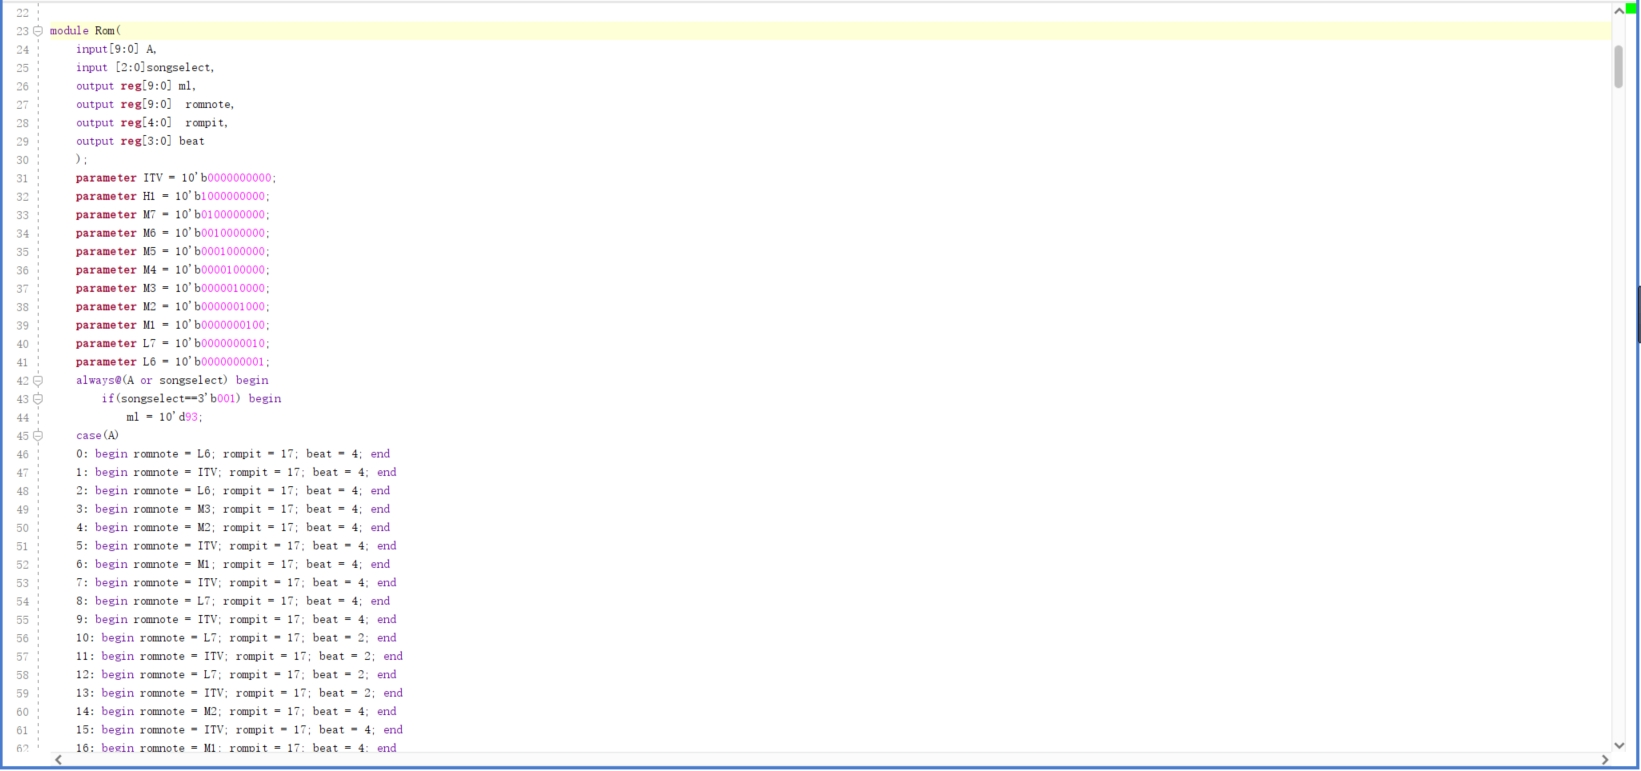 22
23 module Rom(
24 input[9:0] A,
25 input [2:0]songselect,
26 output reg[9:0] ml,
27 output reg[9:0]  romnote,
28 output reg[4:0]  rompit,
29 output reg[3:0] beat
30 );
31 parameter ITV = 10'b0000000000;
32 parameter H1 = 10'b1000000000;
33 parameter M7 = 10'b0100000000;
34 parameter M6 = 10'b0010000000;
35 parameter M5 = 10'b0001000000;
36 parameter M4 = 10'b0000100000;
37 parameter M3 = 10'b0000010000;
38 parameter M2 = 10'b0000001000;
39 parameter M1 = 10'b0000000100;
40 parameter L7 = 10'b0000000010;
41 parameter L6 = 10'b0000000001;
42 always@(A or songselect) begin
43 if(songselect==3'b001) begin
44 ml = 10'd93;
45 case(A)
46 0: begin romnote = L6; rompit = 17; beat = 4; end
47 1: begin romnote = ITV; rompit = 17; beat = 4; end
48 2: begin romnote = L6; rompit = 17; beat = 4; end
49 3: begin romnote = M3; rompit = 17; beat = 4; end
50 4: begin romnote = M2; rompit = 17; beat = 4; end
51 5: begin romnote = ITV; rompit = 17; beat = 4; end
52 6: begin romnote = M1; rompit = 17; beat = 4; end
53 7: begin romnote = ITV; rompit = 17; beat = 4; end
54 8: begin romnote = L7; rompit = 17; beat = 4; end
55 9: begin romnote = ITV; rompit = 17; beat = 4; end
56 10: begin romnote = L7; rompit = 17; beat = 2; end
57 11: begin romnote = ITV; rompit = 17; beat = 2; end
58 12: begin romnote = L7; rompit = 17; beat = 2; end
59 13: begin romnote = ITV; rompit = 17; beat = 2; end
60 14: begin romnote = M2; rompit = 17; beat = 4; end
61 15: begin romnote = ITV; rompit = 17; beat = 4; end
62 16: begin romnote = M1; rompit = 17; beat = 4; end